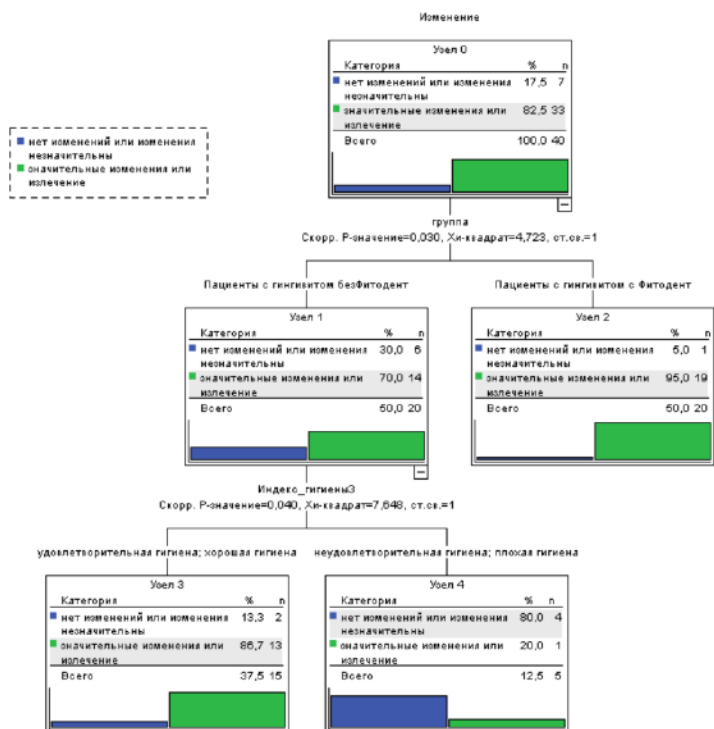 Изменение
Узел 0
Категория % n
нет изменений или изменения 17,5 7
незначительны
значительные изменения или 82,5 33
излечение
Всего 100,0 40
нет изменений или изменения
незначительны
значительные изменения или
излечение
группа
Скорр. P-значение=0,030, Хи-квадрат=4,723, ст.св.=1
Пациенты с гингивитом безФитодент
Пациенты с гингивитом с Фитодент
Узел 1
Категория % n
нет изменений или изменения 30,0 6
незначительны
значительные изменения или 70,0 14
излечение
Всего 50,0 20
Узел 2
Категория % n
нет изменений или изменения 5,0 1
незначительны
значительные изменения или 95,0 19
излечение
Всего 50,0 20
Индекс_гигиены3
Скорр. P-значение=0,040, Хи-квадрат=7,648, ст.св.=1
удовлетворительная гигиена; хорошая гигиена
неудовлетворительная гигиена; плохая гигиена
Узел 3
Категория % n
нет изменений или изменения 13,3 2
незначительны
значительные изменения или 86,7 13
излечение
Всего 37,5 15
Узел 4
Категория % n
нет изменений или изменения 80,0 4
незначительны
значительные изменения или 20,0 1
излечение
Всего 12,5 5